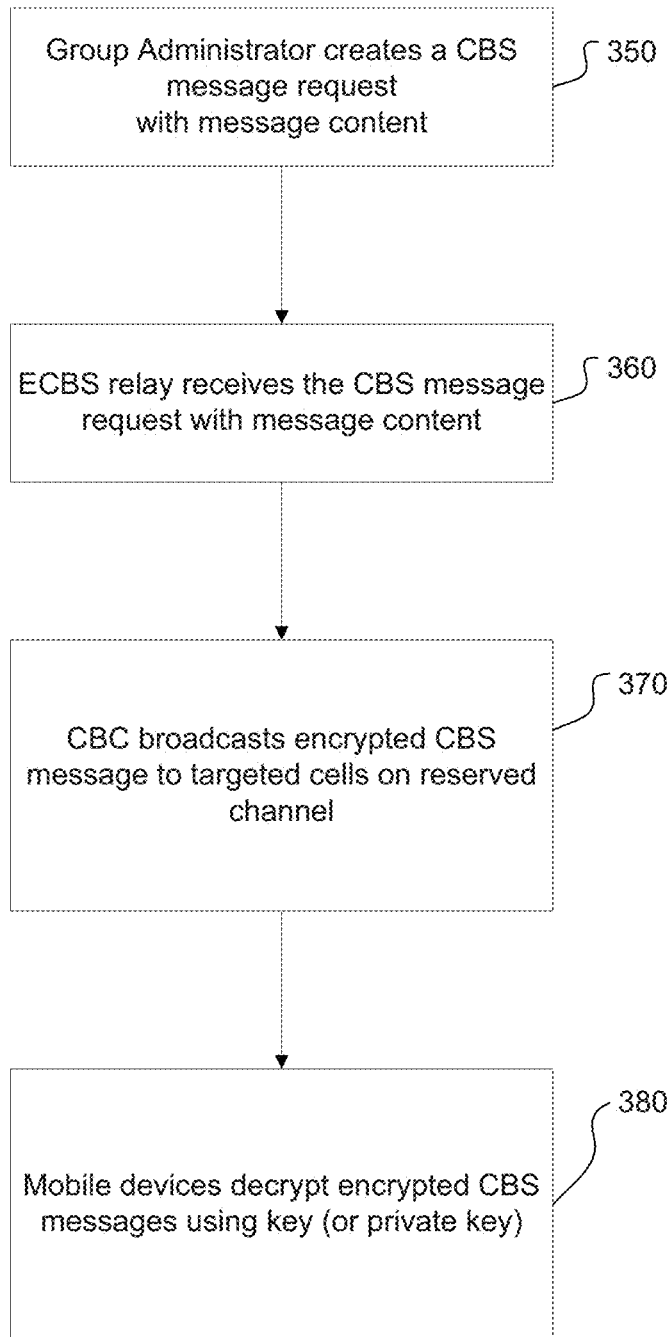 Group Administrator creates a CBS
message request
with message content
350
ECBS relay receives the CBS message
request with message content
360
CBC broadcasts encrypted CBS
message to targeted cells on reserved
channel
370
Mobile devices decrypt encrypted CBS
messages using key (or private key)
380